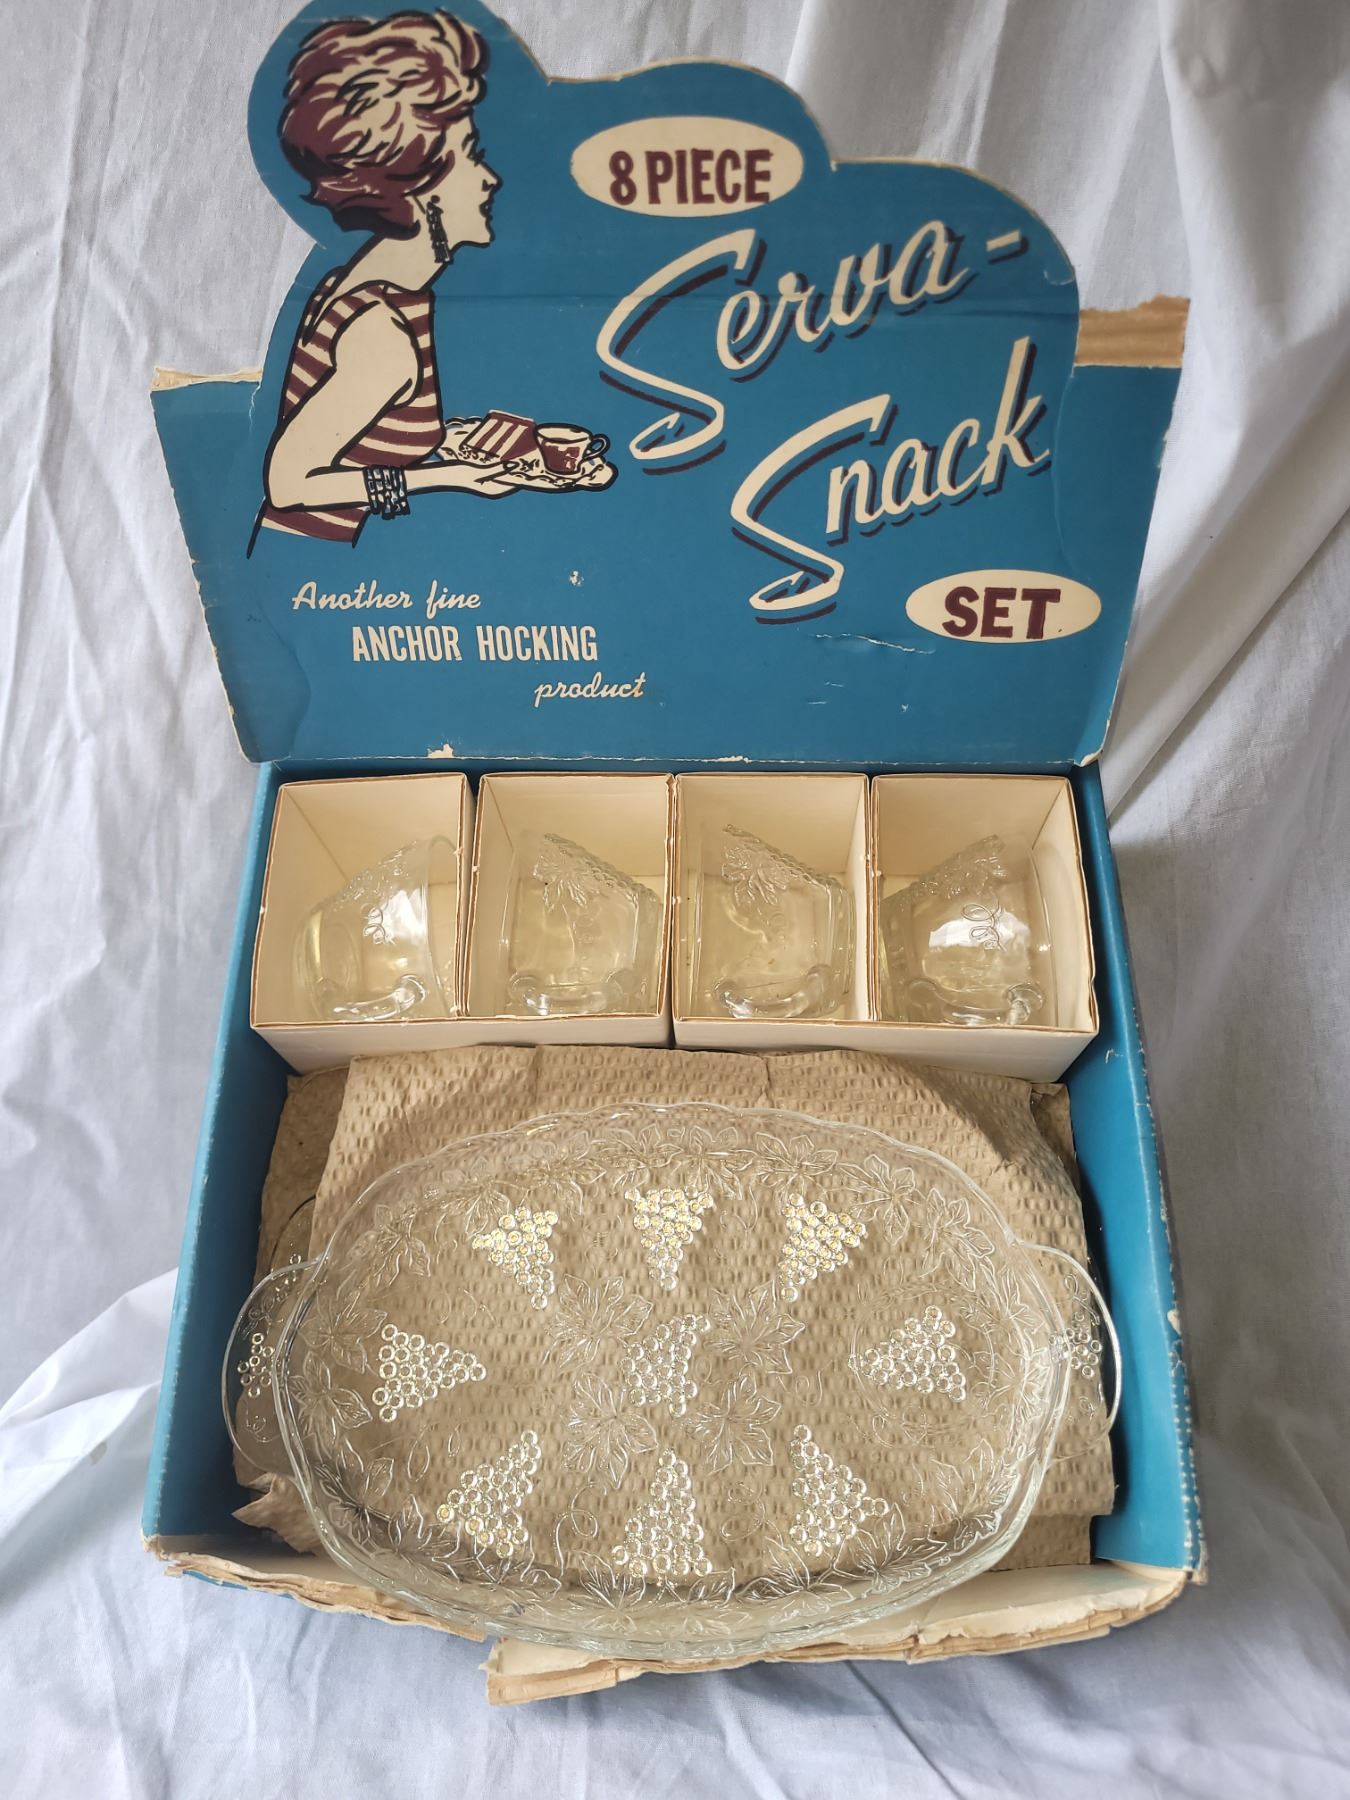 8 PIECE
Serva-
Snack
SET
Another fine
ANCHOR HOCKING
product